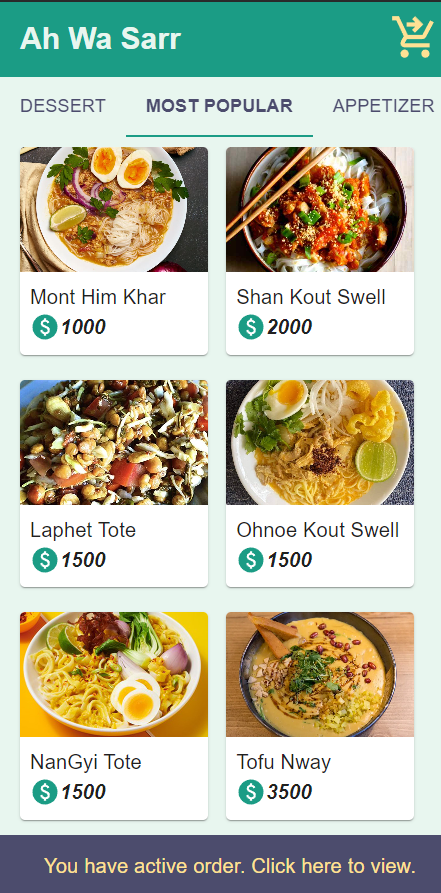 Ah Wa Sarr
DESSERT MOST POPULAR APPETIZER
Mont Him Khar
$ 1000
Shan Kout Swell
$ 2000
Laphet Tote
$ 1500
Ohnoe Kout Swell
$ 1500
NanGyi Tote
$ 1500
Tofu Nway
$ 3500
You have active order. Click here to view.